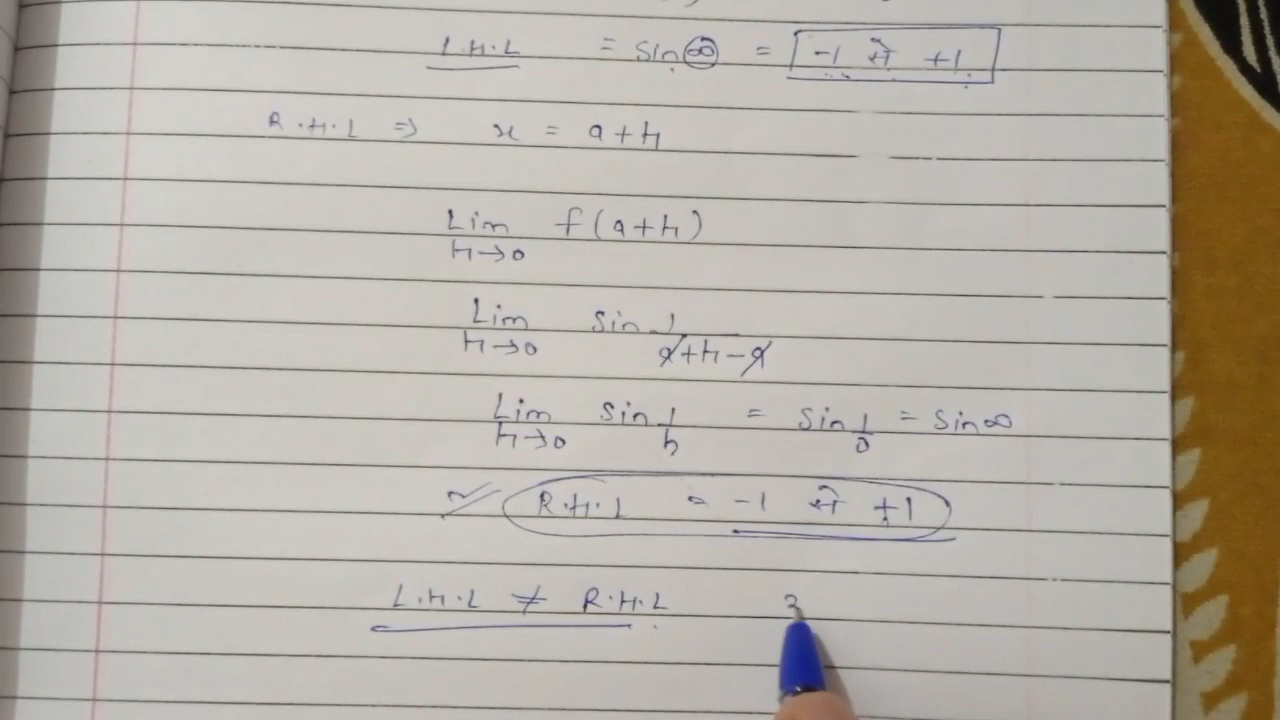 L.H.L = Sin ∞ = -1 से +1
R.H.L ⇒ x = a+h
Lim f(a+h)
h→0
Lim Sin 1
h→0 a+h-a
Lim Sin 1 = Sin 1 = Sin ∞
h→0 h 0
R.H.L = -1 से +1
L.H.L ≠ R.H.L